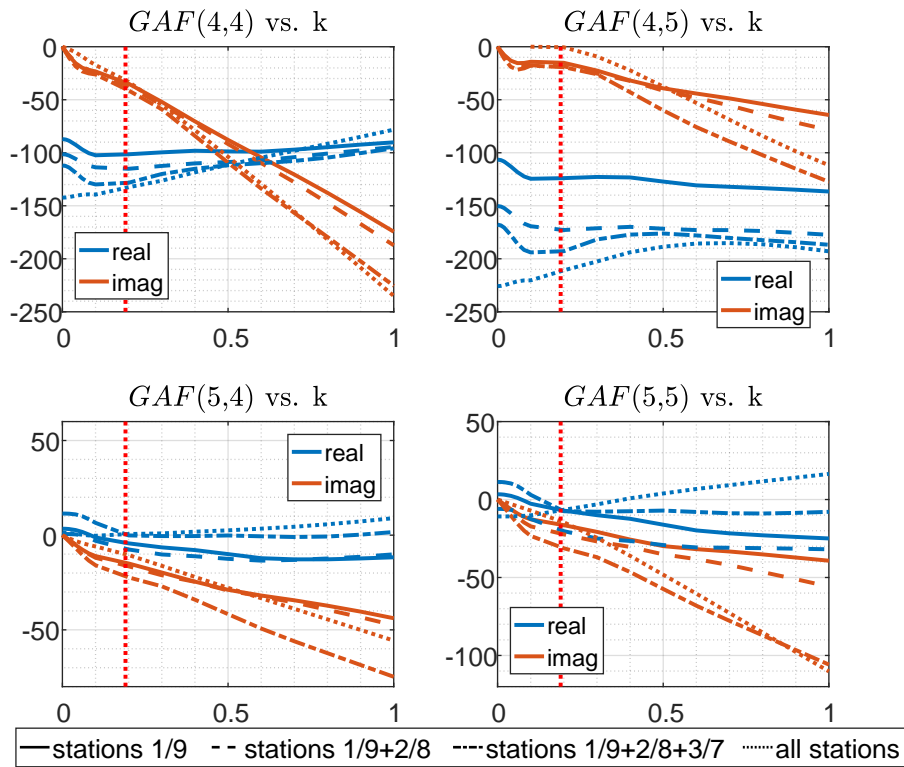 GAF(4,4) vs. k
GAF(4,5) vs. k
0
-50
-100
-150
-200
-250
real
imag
0
0.5
1
0
-50
-100
-150
-200
-250
real
imag
0
0.5
1
GAF(5,4) vs. k
GAF(5,5) vs. k
50
0
-50
real
imag
0
0.5
1
50
0
-50
-100
real
imag
0
0.5
1
stations 1/9 stations 1/9+2/8 stations 1/9+2/8+3/7 all stations